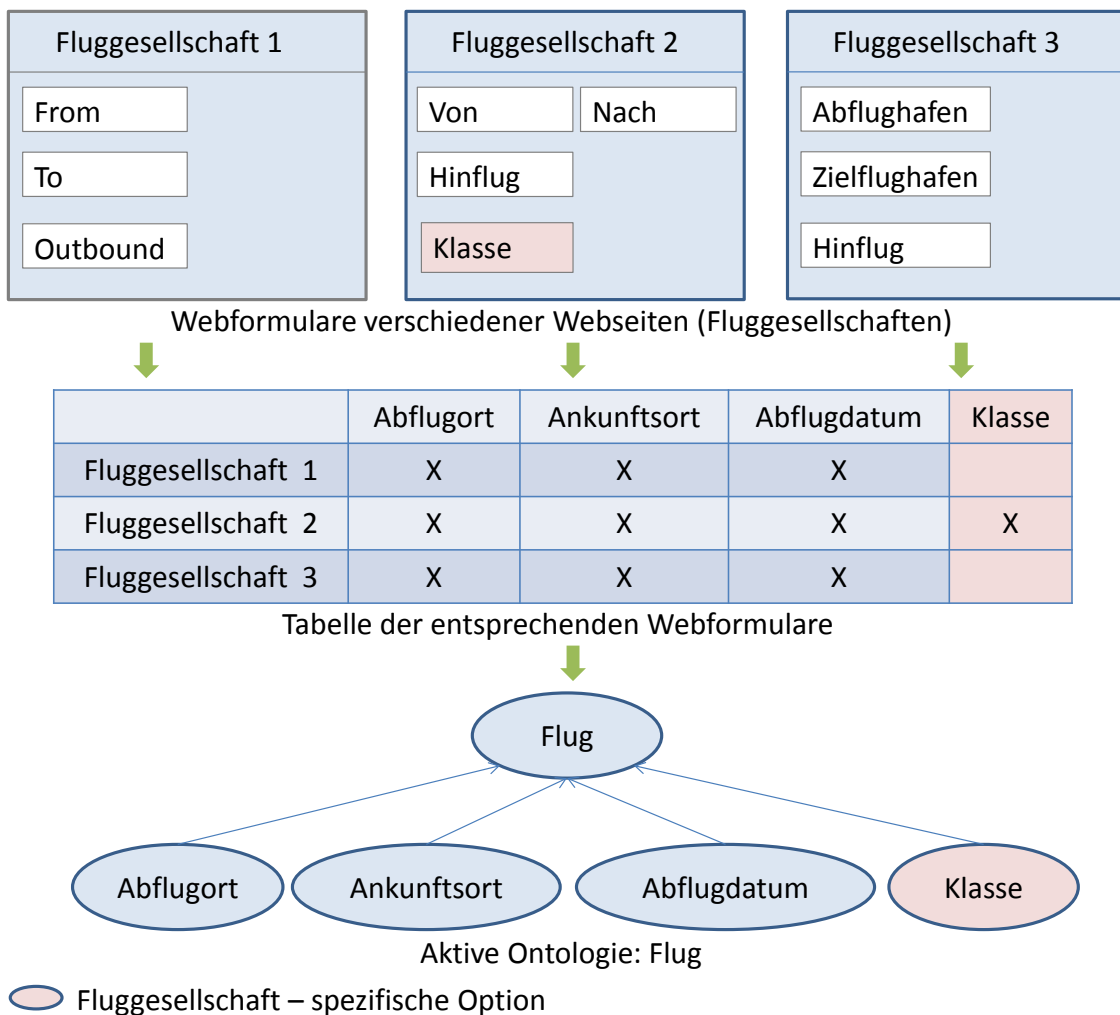 Fluggesellschaft 1
Fluggesellschaft 2
Fluggesellschaft 3
From
To
Outbound
Von Nach
Hinflug
Klasse
Abflughafen
Zielflughafen
Hinflug
Webformulare verschiedener Webseiten (Fluggesellschaften)
Abflugort Ankunftsort Abflugdatum Klasse
Fluggesellschaft 1 X X X
Fluggesellschaft 2 X X X X
Fluggesellschaft 3 X X X
Tabelle der entsprechenden Webformulare
Flug
Abflugort Ankunftsort Abflugdatum Klasse
Aktive Ontologie: Flug
Fluggesellschaft – spezifische Option